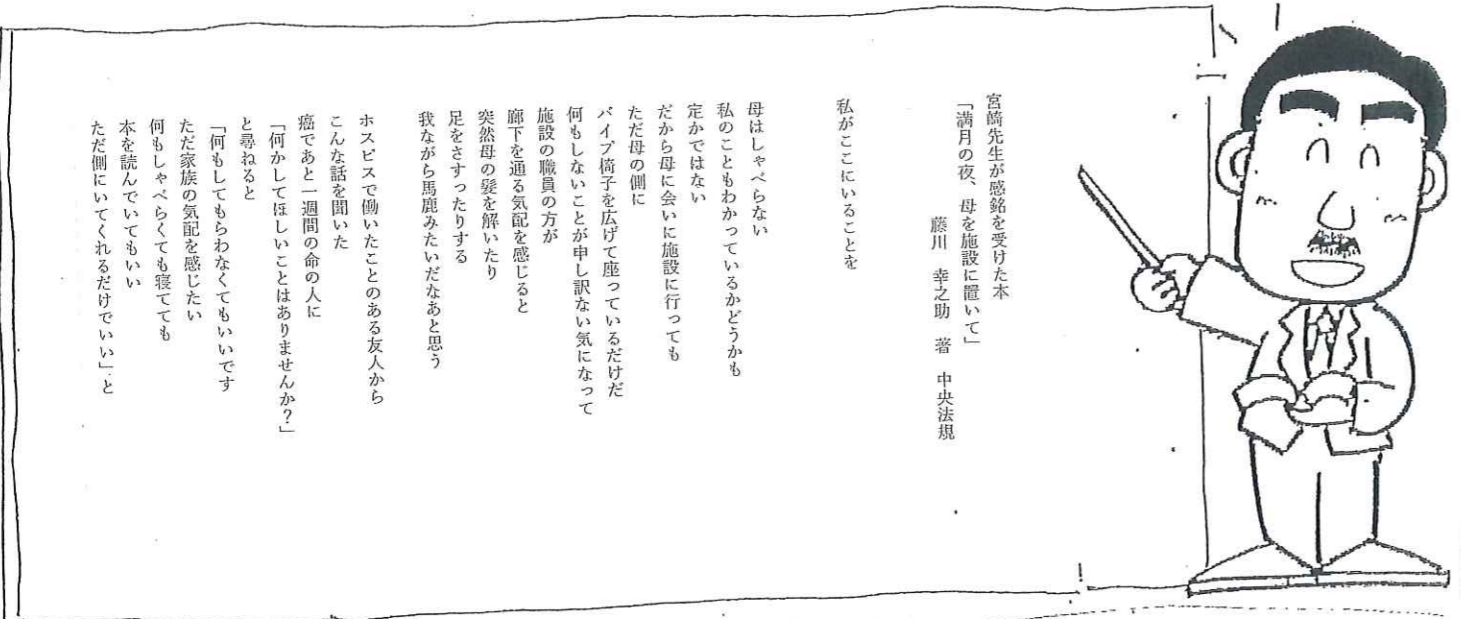 宮崎先生が感銘を受けた本
「満月の夜、母を施設に置いて」
藤川 幸之助 著 中央法規
私がここにいることを
母はしゃべらない
私のこともわかっているかどうかも
定かではない
だから母に会いに施設に行っても
ただ母の側に
パイプ椅子を広げて座っているだけだ
何もしないことが申し訳ない気になって
施設の職員の方が
廊下を通る気配を感じると
突然母の髪を解いたり
足をさすったりする
我ながら馬鹿みたいだなあと思う
ホスピスで働いたことのある友人から
こんな話を聞いた
癌であと一週間の命の人に
「何かしてほしいことはありませんか?」
と尋ねると
「何もしてもらわなくてもいいです
ただ家族の気配を感じたい
何もしゃべらくても寝てても
本を読んでいてもいい
ただ側にいてくれるだけでいい」と